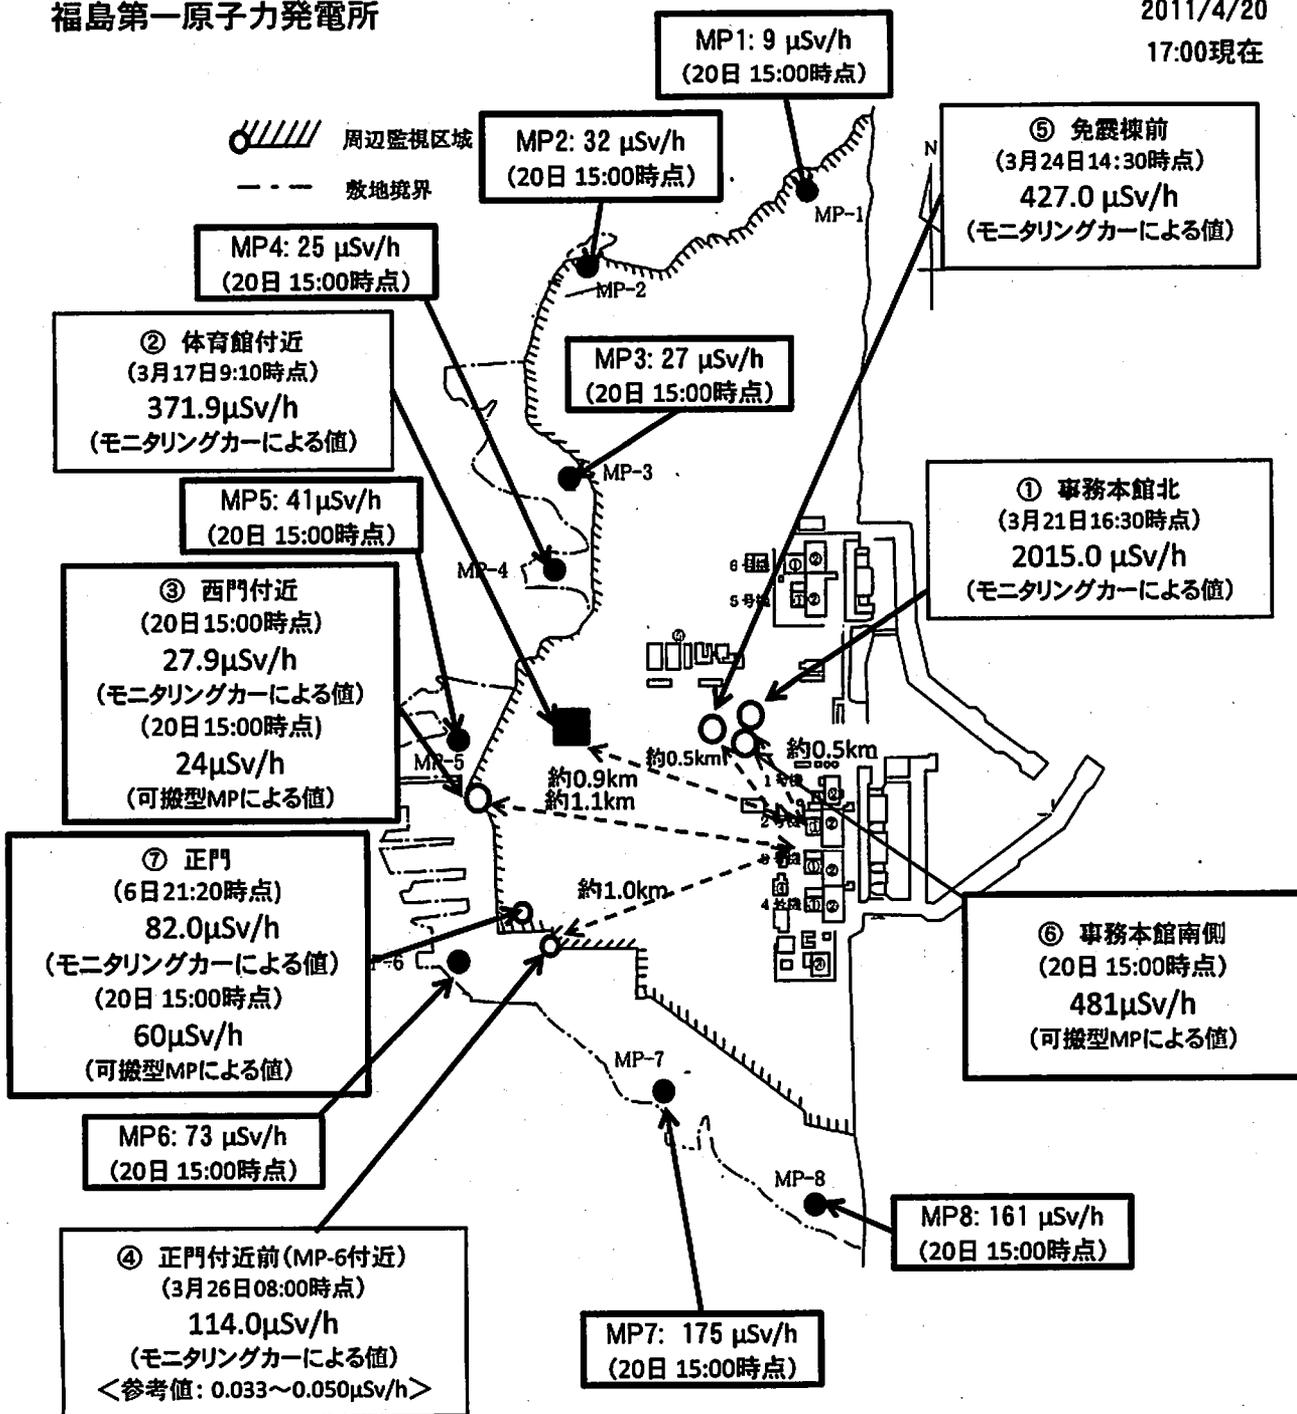 福島第一原子力発電所
2011/4/20
17:00現在
周辺監視区域
敷地境界
MP1: 9 μSv/h
(20日 15:00時点)
MP2: 32 μSv/h
(20日 15:00時点)
⑤ 免震棟前
(3月24日14:30時点)
427.0 μSv/h
(モニタリングカーによる値)
N
MP-1
MP4: 25 μSv/h
(20日 15:00時点)
MP-2
② 体育館付近
(3月17日9:10時点)
371.9μSv/h
(モニタリングカーによる値)
MP3: 27 μSv/h
(20日 15:00時点)
MP-3
① 事務本館北
(3月21日16:30時点)
2015.0 μSv/h
(モニタリングカーによる値)
MP5: 41μSv/h
(20日 15:00時点)
MP-4
5号機
③ 西門付近
(20日15:00時点)
27.9μSv/h
(モニタリングカーによる値)
(20日15:00時点)
24μSv/h
(可搬型MPによる値)
MP-5
約0.5km
約0.5km
約0.9km
約1.1km
1号機
2号機
3号機
4号機
約1.0km
⑦ 正門
(6日21:20時点)
82.0μSv/h
(モニタリングカーによる値)
(20日 15:00時点)
60μSv/h
(可搬型MPによる値)
⑥ 事務本館南側
(20日 15:00時点)
481μSv/h
(可搬型MPによる値)
MP-7
MP6: 73 μSv/h
(20日 15:00時点)
MP-8
MP8: 161 μSv/h
(20日 15:00時点)
④ 正門付近前(MP-6付近)
(3月26日08:00時点)
114.0μSv/h
(モニタリングカーによる値)
<参考値: 0.033～0.050μSv/h>
MP7: 175 μSv/h
(20日 15:00時点)